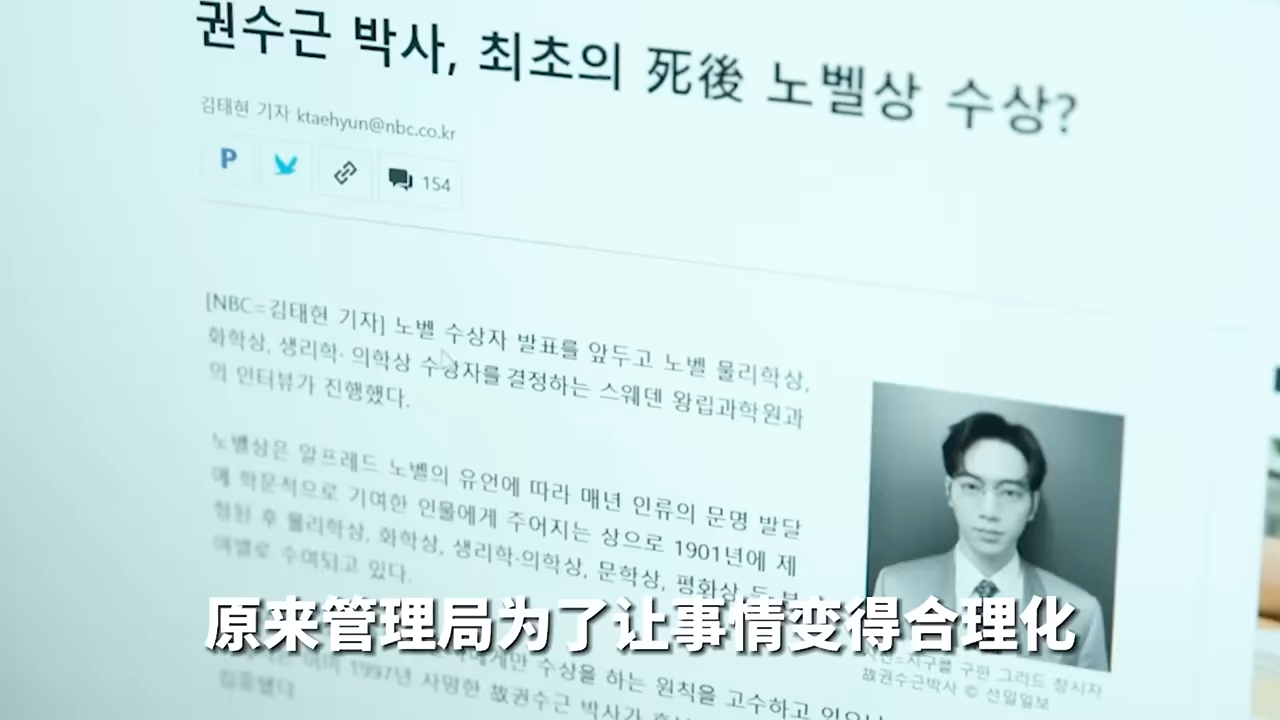 권수근 박사, 최초의 死後 노벨상 수상?
김태현 기자 ktaehyun@nbc.co.kr
P
154
[NBC=김태현 기자] 노벨 수상자 발표를 앞두고 노벨 물리학상,
화학상, 생리학· 의학상 수상자를 결정하는 스웨덴 왕립과학원과
의 인터뷰가 진행했다.
노벨상은 알프레드 노벨의 유언에 따라 매년 인류의 문명 발달
에 학문적으로 기여한 인물에게 주어지는 상으로 1901년에 제
정된 후 물리학상, 화학상, 생리학·의학상, 문학상, 평화상
수여되고 있다.
原来管理局为了让事情变得合理化
수상을 하는 원칙을 고수하고
1997년 사망한 故권수근 박사가
지구를 구한 그리드 창시자
故권수근박사 © 선일일보